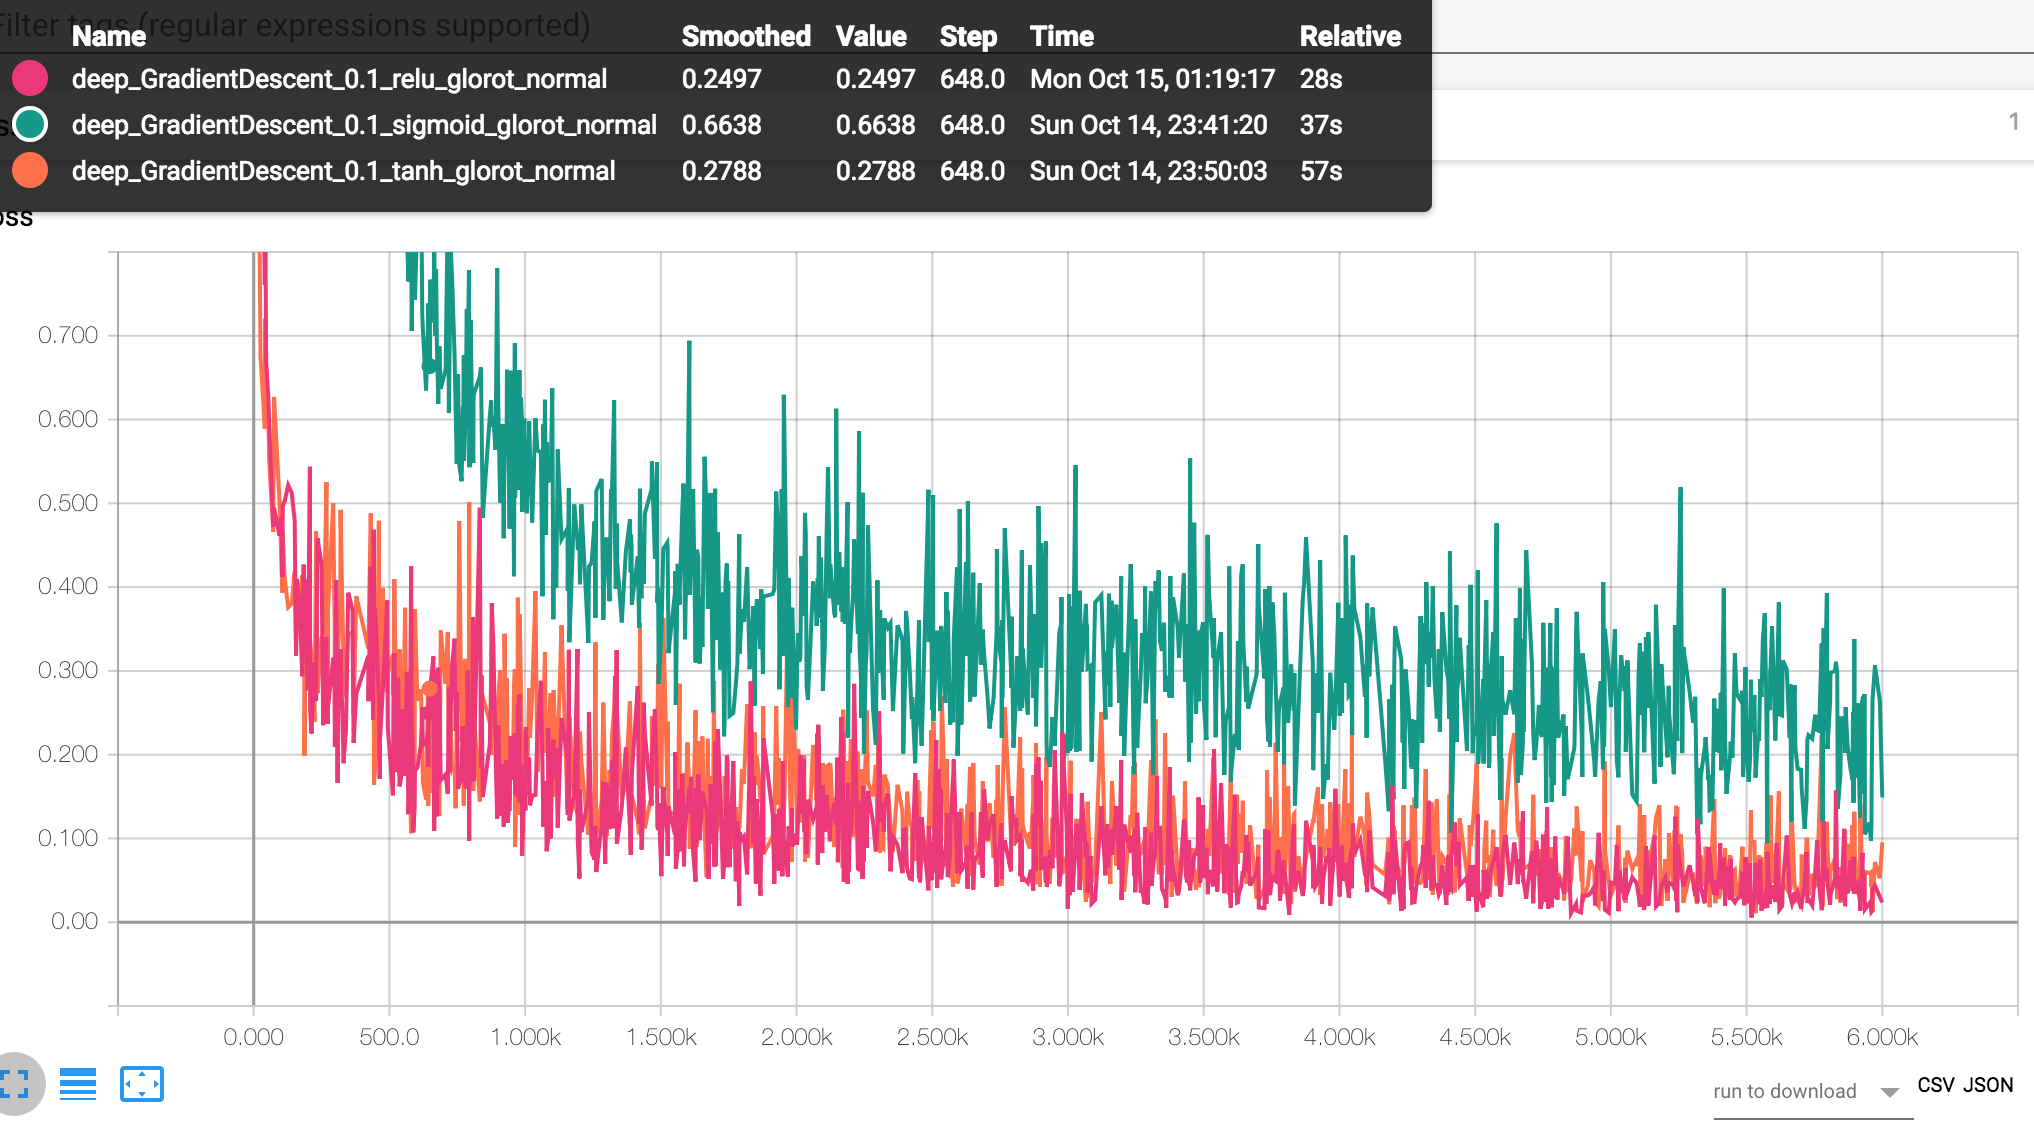 Filter tags (regular expressions supported)
Name Smoothed Value Step Time Relative
deep_GradientDescent_0.1_relu_glorot_normal 0.2497 0.2497 648.0 Mon Oct 15, 01:19:17 28s
deep_GradientDescent_0.1_sigmoid_glorot_normal 0.6638 0.6638 648.0 Sun Oct 14, 23:41:20 37s
1
deep_GradientDescent_0.1_tanh_glorot_normal 0.2788 0.2788 648.0 Sun Oct 14, 23:50:03 57s
oss
0.700
0.600
0.500
0.400
0.300
0.200
0.100
0.00
0.000 500.0 1.000k 1.500k 2.000k 2.500k 3.000k 3.500k 4.000k 4.500k 5.000k 5.500k 6.000k
run to download CSV JSON